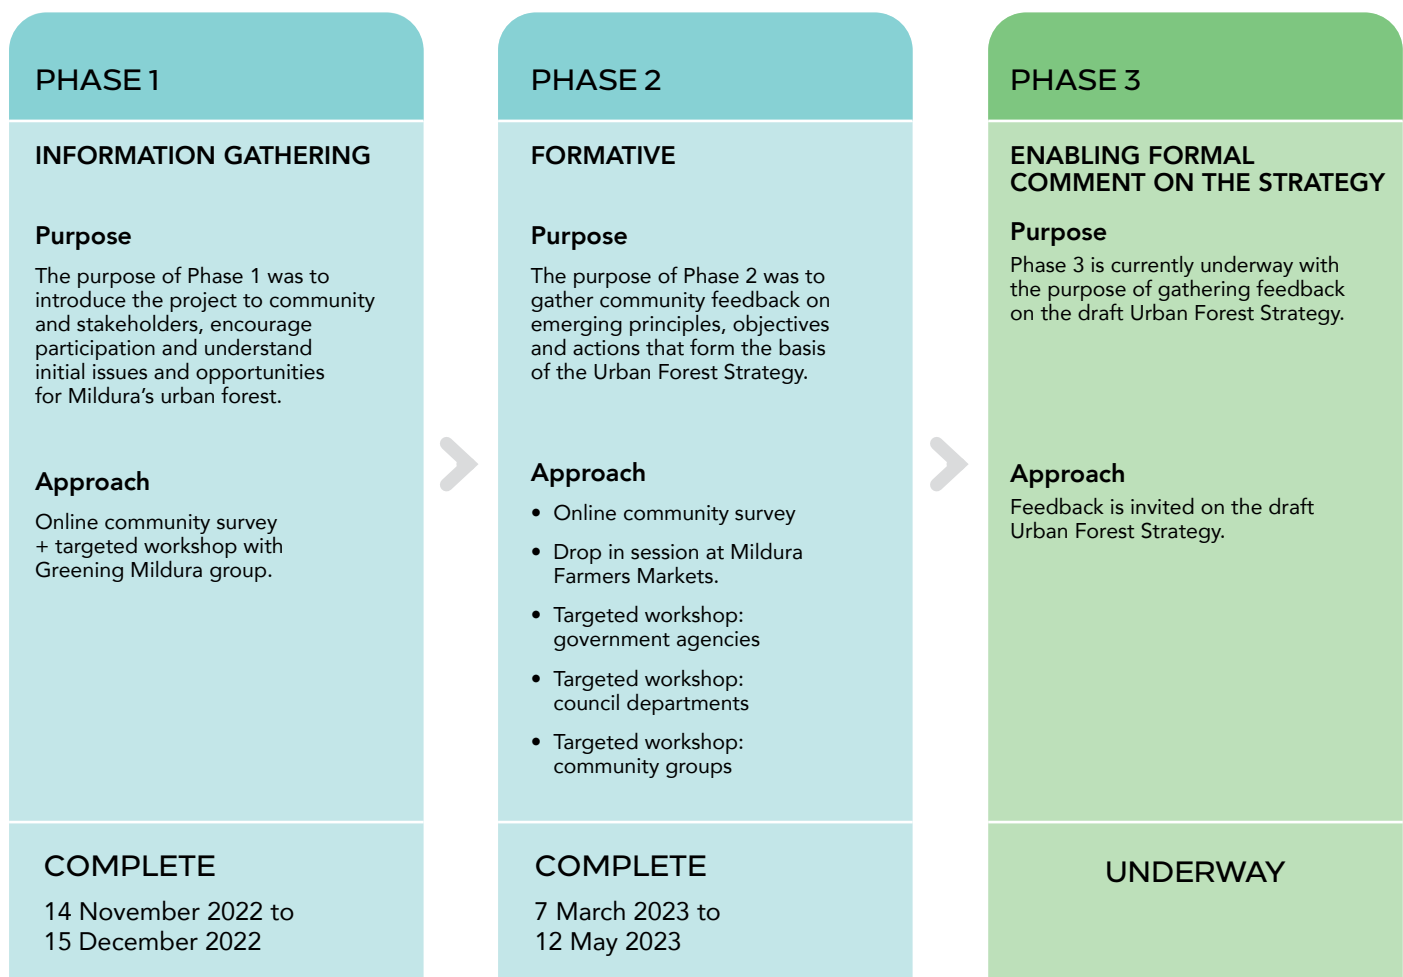 PHASE 1
INFORMATION GATHERING
Purpose
The purpose of Phase 1 was to
introduce the project to community
and stakeholders, encourage
participation and understand
initial issues and opportunities
for Mildura's urban forest.
Approach
Online community survey
+ targeted workshop with
Greening Mildura group.
COMPLETE
14 November 2022 to
15 December 2022
PHASE 2
FORMATIVE
Purpose
The purpose of Phase 2 was to
gather community feedback on
emerging principles, objectives
and actions that form the basis
of the Urban Forest Strategy.
Approach
• Online community survey
• Drop in session at Mildura
Farmers Markets.
• Targeted workshop:
government agencies
• Targeted workshop:
council departments
• Targeted workshop:
community groups
COMPLETE
7 March 2023 to
12 May 2023
PHASE 3
ENABLING FORMAL
COMMENT ON THE STRATEGY
Purpose
Phase 3 is currently underway with
the purpose of gathering feedback
on the draft Urban Forest Strategy.
Approach
Feedback is invited on the draft
Urban Forest Strategy.
UNDERWAY